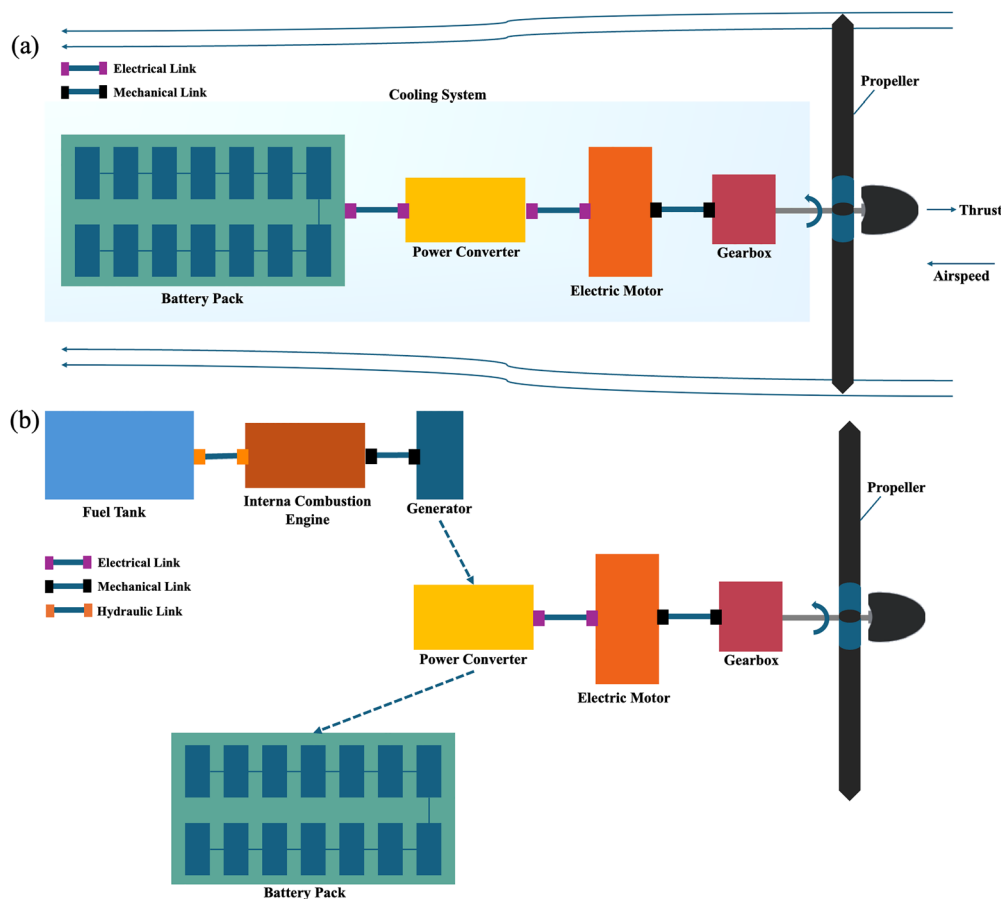 (a)
Electrical Link
Mechanical Link
Cooling System
Propeller
Thrust
Airspeed
Power Converter
Gearbox
Electric Motor
Battery Pack
(b)
Fuel Tank
Interna Combustion
Engine
Generator
Propeller
Electrical Link
Mechanical Link
Hydraulic Link
Power Converter
Gearbox
Electric Motor
Battery Pack